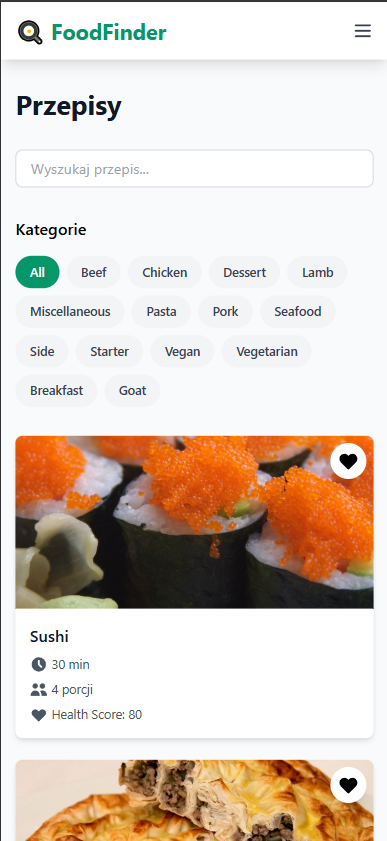 FoodFinder
Przepisy
Wyszukaj przepis...
Kategorie
All Beef Chicken Dessert Lamb
Miscellaneous Pasta Pork Seafood
Side Starter Vegan Vegetarian
Breakfast Goat
Sushi
30 min
4 porcji
Health Score: 80